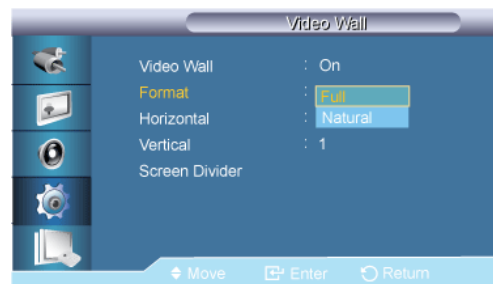 Video Wall
Video Wall : On
Format : Full
Horizontal : Natural
Vertical : 1
Screen Divider
Move Enter Return